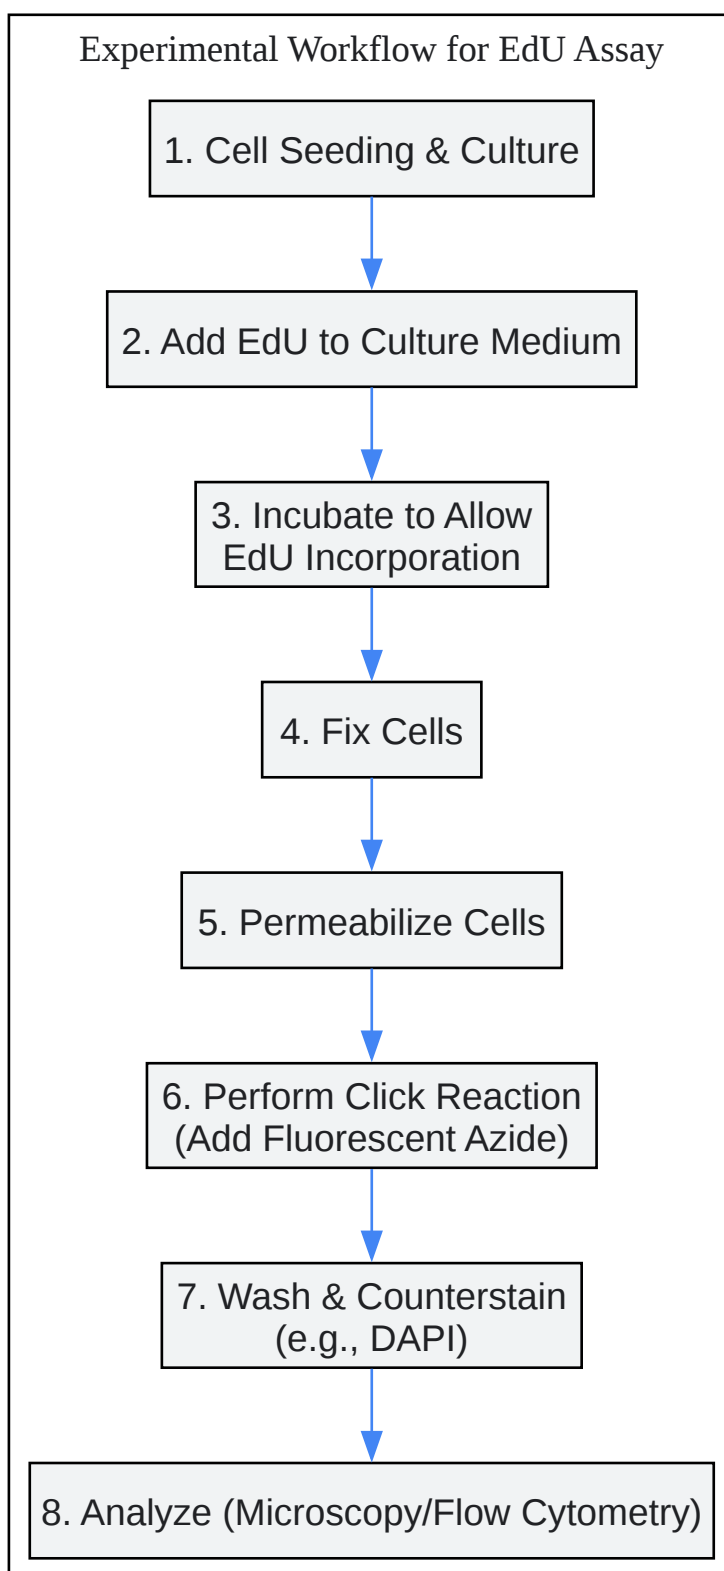 Experimental Workflow for EdU Assay
1. Cell Seeding & Culture
2. Add EdU to Culture Medium
3. Incubate to Allow
EdU Incorporation
4. Fix Cells
5. Permeabilize Cells
6. Perform Click Reaction
(Add Fluorescent Azide)
7. Wash & Counterstain
(e.g., DAPI)
8. Analyze (Microscopy/Flow Cytometry)